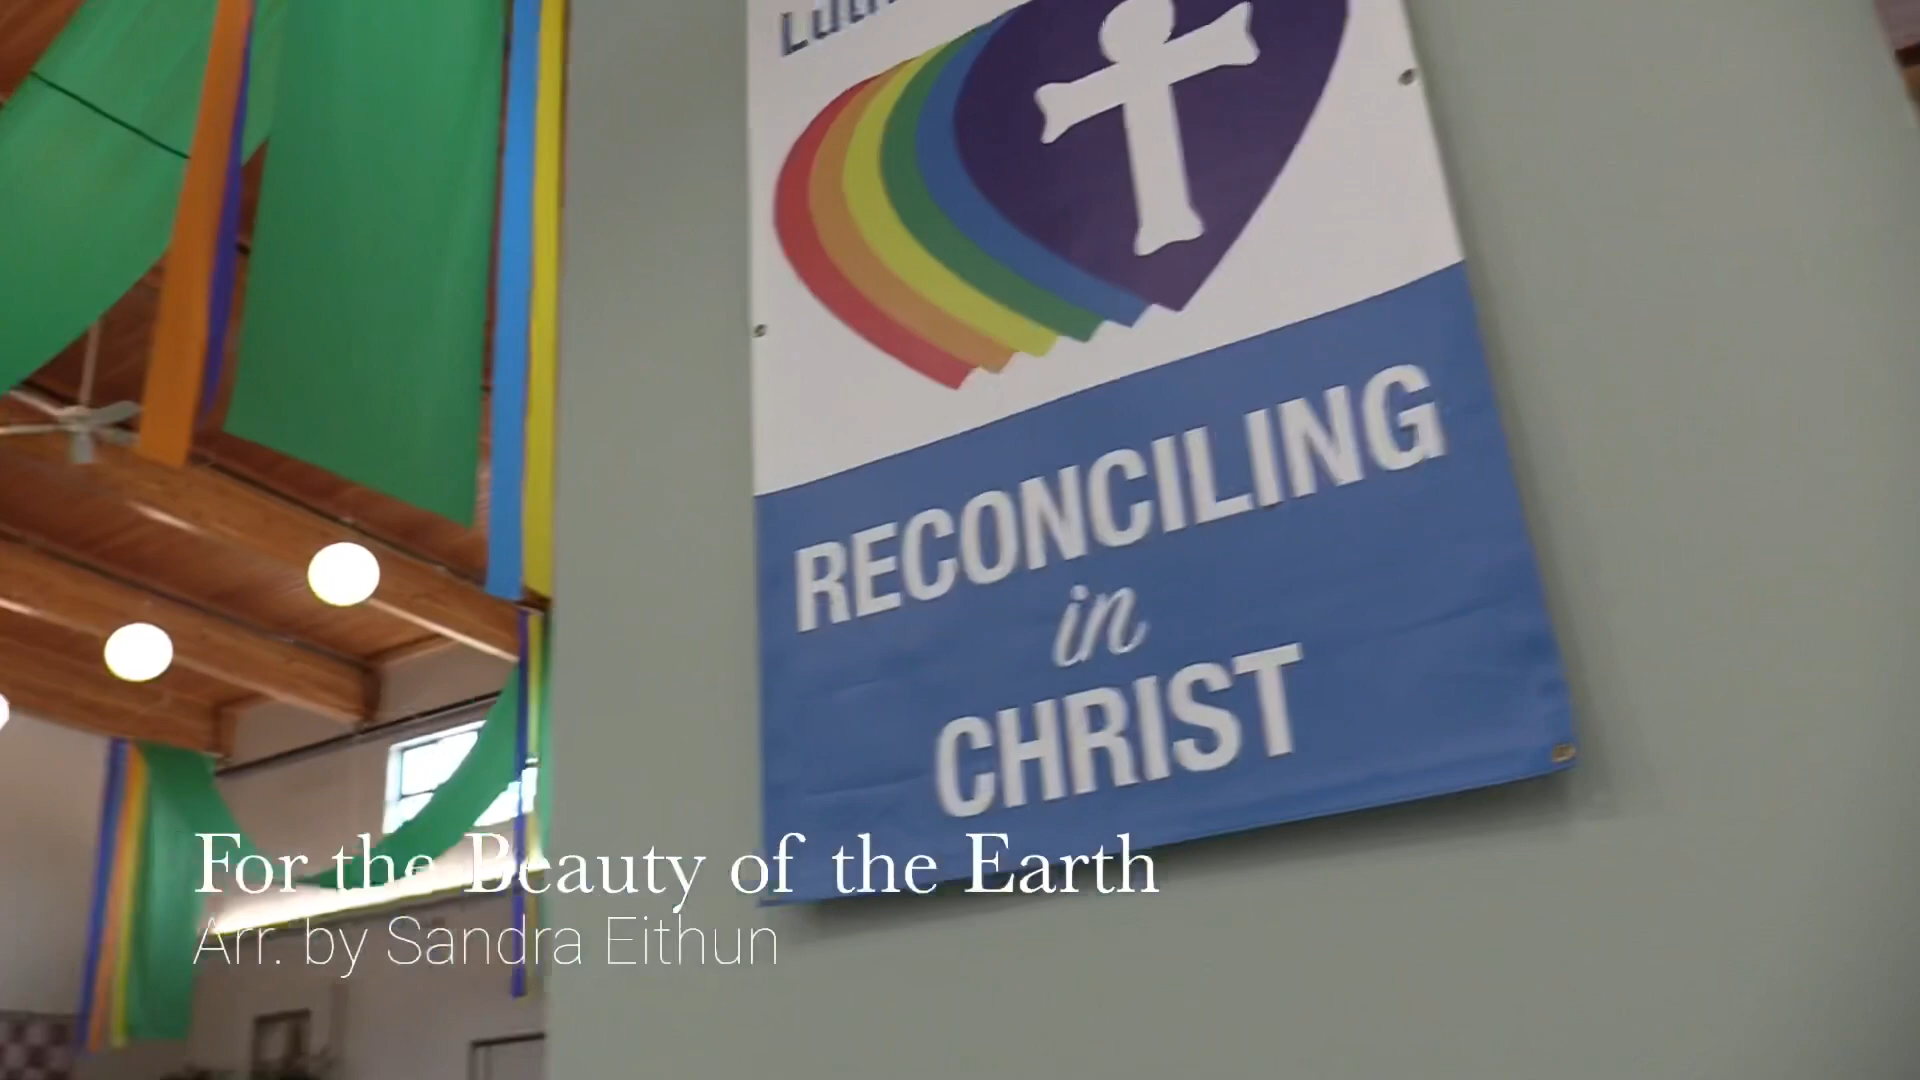 RECONCILING
in
CHRIST
For the Beauty of the Earth
Arr. by Sandra Eithun